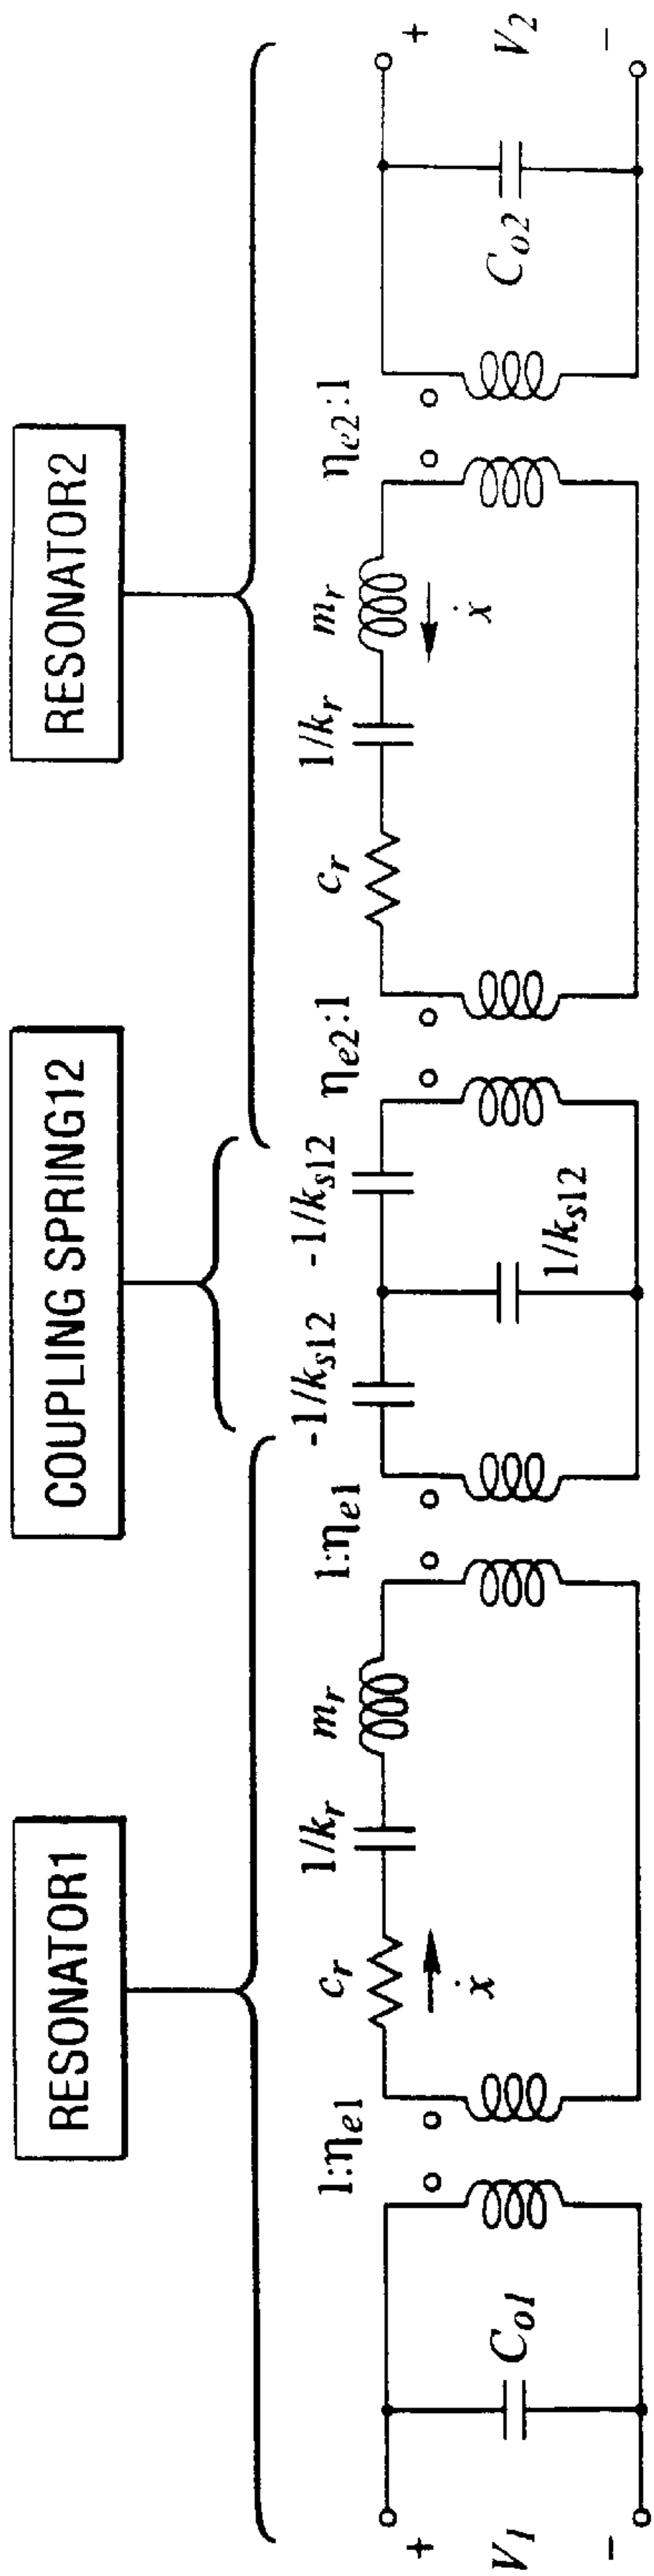 RESONATOR1
COUPLING SPRING12
RESONATOR2
1:ηe1
cr
1/kr
mr
1:ηe1
-1/ks12
-1/ks12
ηe2:1
cr
1/kr
mr
ηe2:1
+
V1
−
Co1
ẋ
1/ks12
ẋ
Co2
+
V2
−